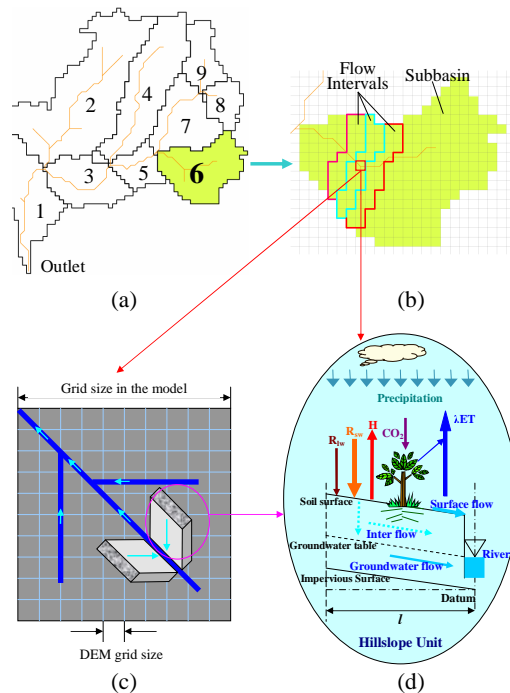 9
4
2
8
7
Flow
Intervals
Subbasin
6
3
5
1
Outlet
(a)
(b)
Grid size in the model
DEM grid size
(c)
Precipitation
R_lw
R_sw
H
CO₂
λET
Soil surface
Surface flow
Inter flow
Groundwater table
River
Groundwater flow
Impervious Surface
Datum
l
Hillslope Unit
(d)